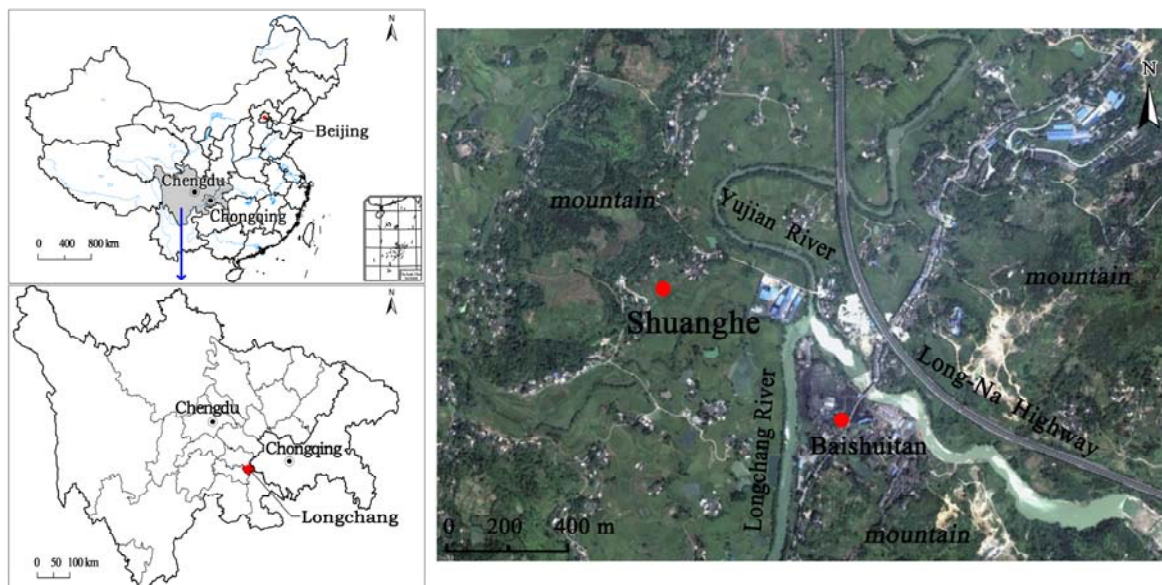 N
Beijing
Chengdu
Chongqing
0 400 800 km
N
Chengdu
Chongqing
Longchang
0 50 100 km
N
mountain
Yujian River
mountain
Shuanghe
Long-Na Highway
Longchang River
Baishuitan
0 200 400 m
mountain